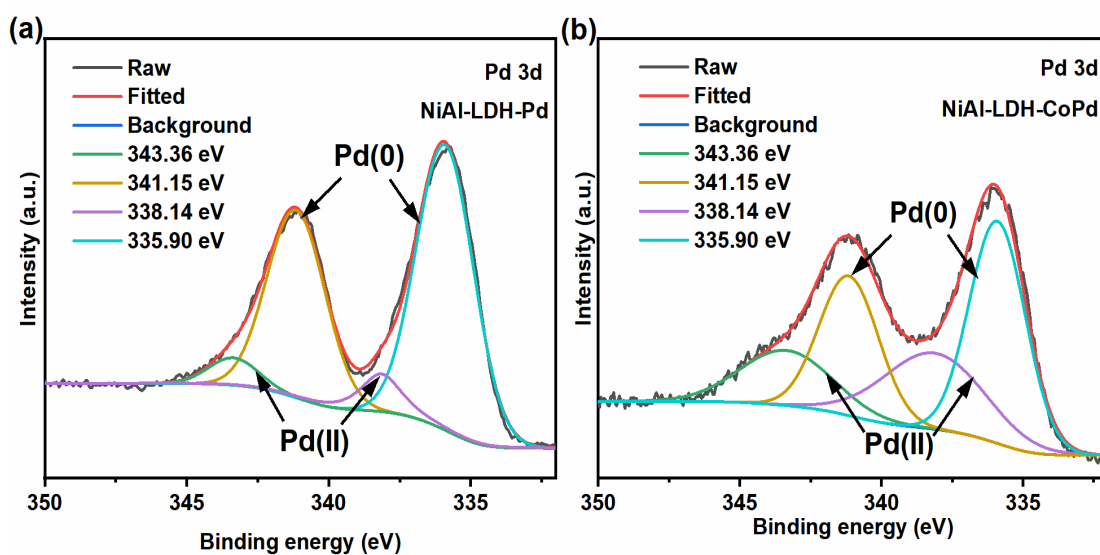 (a)
Raw
Fitted
Background
343.36 eV
341.15 eV
338.14 eV
335.90 eV
Pd 3d
NiAl-LDH-Pd
Pd(0)
Pd(II)
Intensity (a.u.)
350
345
340
335
Binding energy (eV)
(b)
Raw
Fitted
Background
343.36 eV
341.15 eV
338.14 eV
335.90 eV
Pd 3d
NiAl-LDH-CoPd
Pd(0)
Pd(II)
Intensity (a.u.)
350
345
340
335
Binding energy (eV)